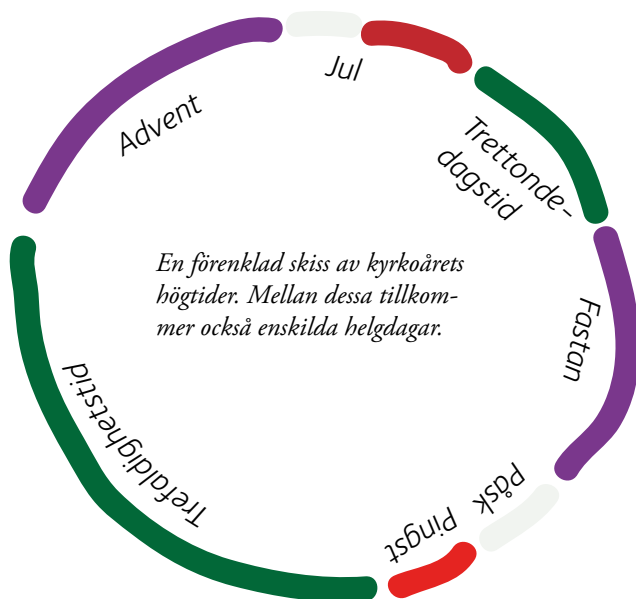 Jul
Advent
Trettonde-
dagstid
En förenklad skiss av kyrkoårets
högtider. Mellan dessa tillkom-
mer också enskilda helgdagar.
Fastan
Påsk
Pingst
Trefaldighetstid